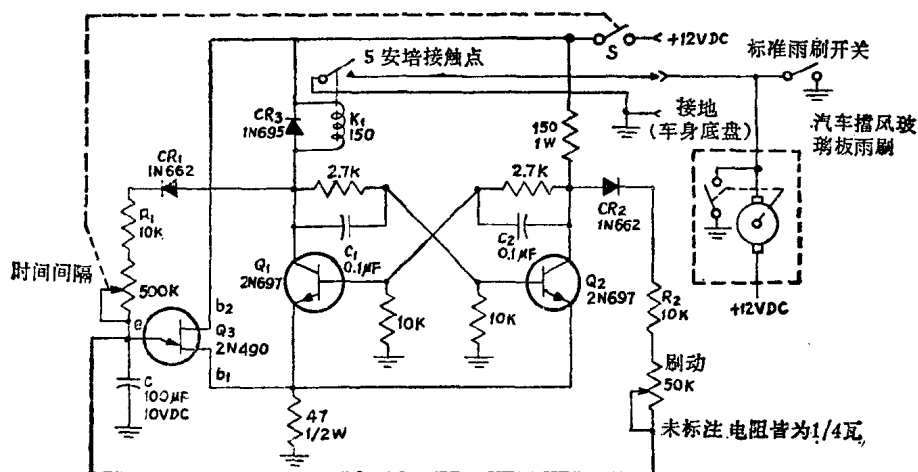 S
+12VDC
5 安培接触点
标准雨刷开关
接地
(车身底盘)
汽车擋风玻
璃板雨刷
CR3
1N695
K1
150
150
1W
CR1
1N662
2.7K
2.7K
CR2
1N662
R1
10K
C1
0.1μF
C2
0.1μF
时间间隔
500K
Q1
2N697
Q2
2N697
R2
10K
+12VDC
b2
e
Q3
2N490
b1
10K
10K
刷动
50K
C
100μF
10VDC
47
1/2W
未标注电阻皆为1/4瓦,